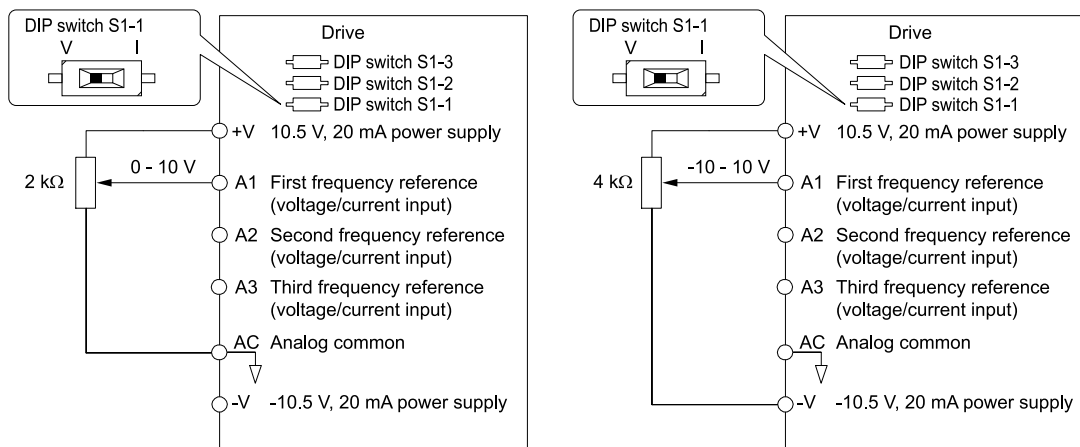 DIP switch S1-1
V I
Drive
DIP switch S1-3
DIP switch S1-2
DIP switch S1-1
+V 10.5 V, 20 mA power supply
2 kΩ
0 - 10 V
A1 First frequency reference
(voltage/current input)
A2 Second frequency reference
(voltage/current input)
A3 Third frequency reference
(voltage/current input)
AC Analog common
-V -10.5 V, 20 mA power supply
DIP switch S1-1
V I
Drive
DIP switch S1-3
DIP switch S1-2
DIP switch S1-1
+V 10.5 V, 20 mA power supply
4 kΩ
-10 - 10 V
A1 First frequency reference
(voltage/current input)
A2 Second frequency reference
(voltage/current input)
A3 Third frequency reference
(voltage/current input)
AC Analog common
-V -10.5 V, 20 mA power supply